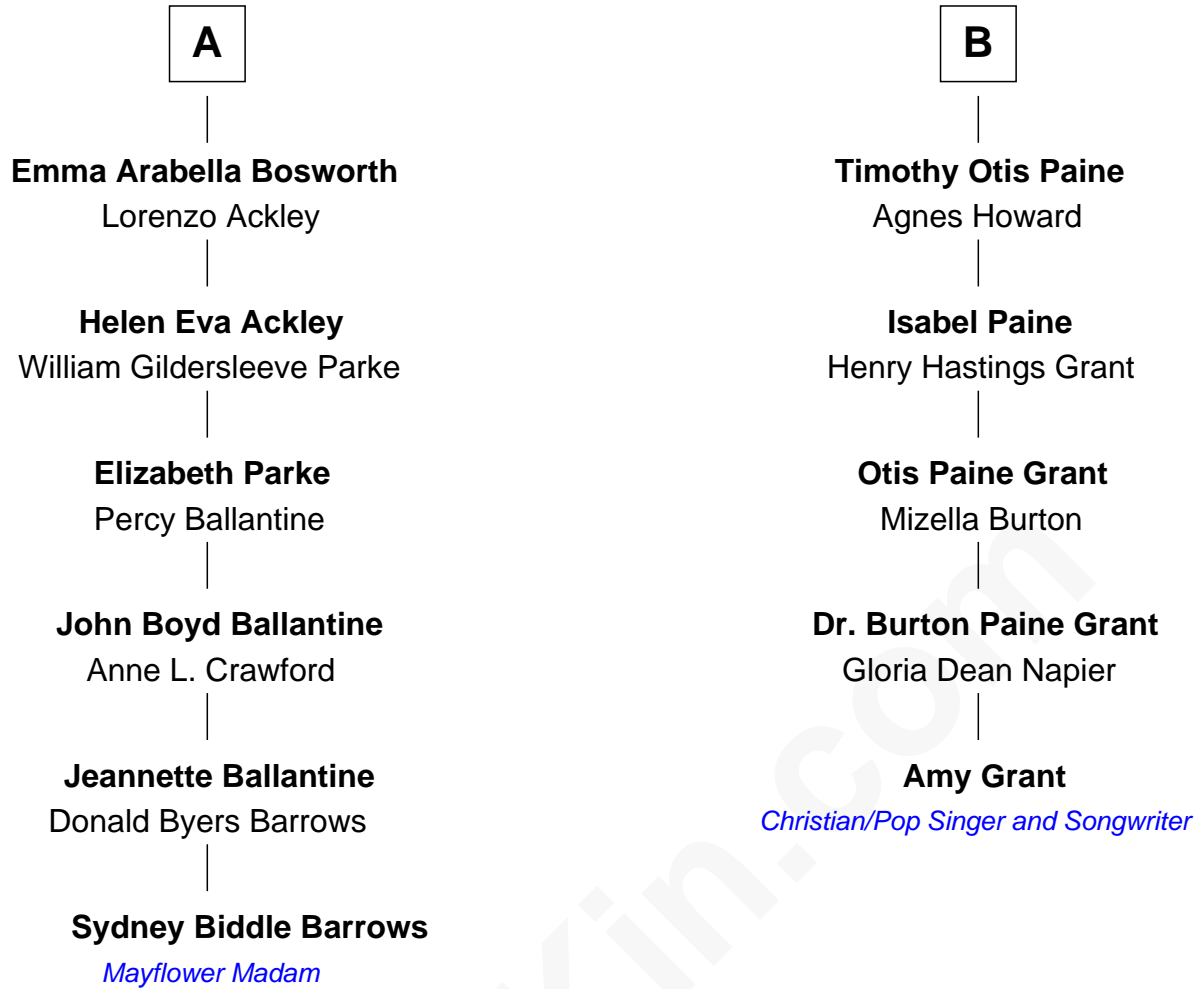 A
Emma Arabella Bosworth
Lorenzo Ackley
Helen Eva Ackley
William Gildersleeve Parke
Elizabeth Parke
Percy Ballantine
John Boyd Ballantine
Anne L. Crawford
Jeannette Ballantine
Donald Byers Barrows
Sydney Biddle Barrows
Mayflower Madam
B
Timothy Otis Paine
Agnes Howard
Isabel Paine
Henry Hastings Grant
Otis Paine Grant
Mizella Burton
Dr. Burton Paine Grant
Gloria Dean Napier
Amy Grant
Christian/Pop Singer and Songwriter
Kin.com